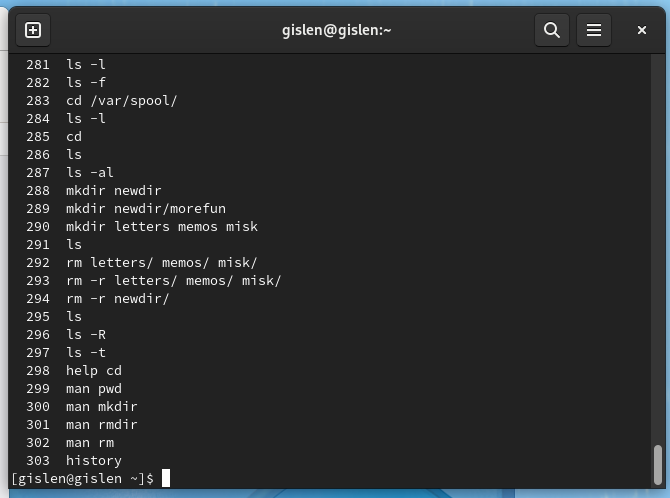 gislen@gislen:~
281 ls -l
282 ls -f
283 cd /var/spool/
284 ls -l
285 cd
286 ls
287 ls -al
288 mkdir newdir
289 mkdir newdir/morefun
290 mkdir letters memos misk
291 ls
292 rm letters/ memos/ misk/
293 rm -r letters/ memos/ misk/
294 rm -r newdir/
295 ls
296 ls -R
297 ls -t
298 help cd
299 man pwd
300 man mkdir
301 man rmdir
302 man rm
303 history
[gislen@gislen ~]$